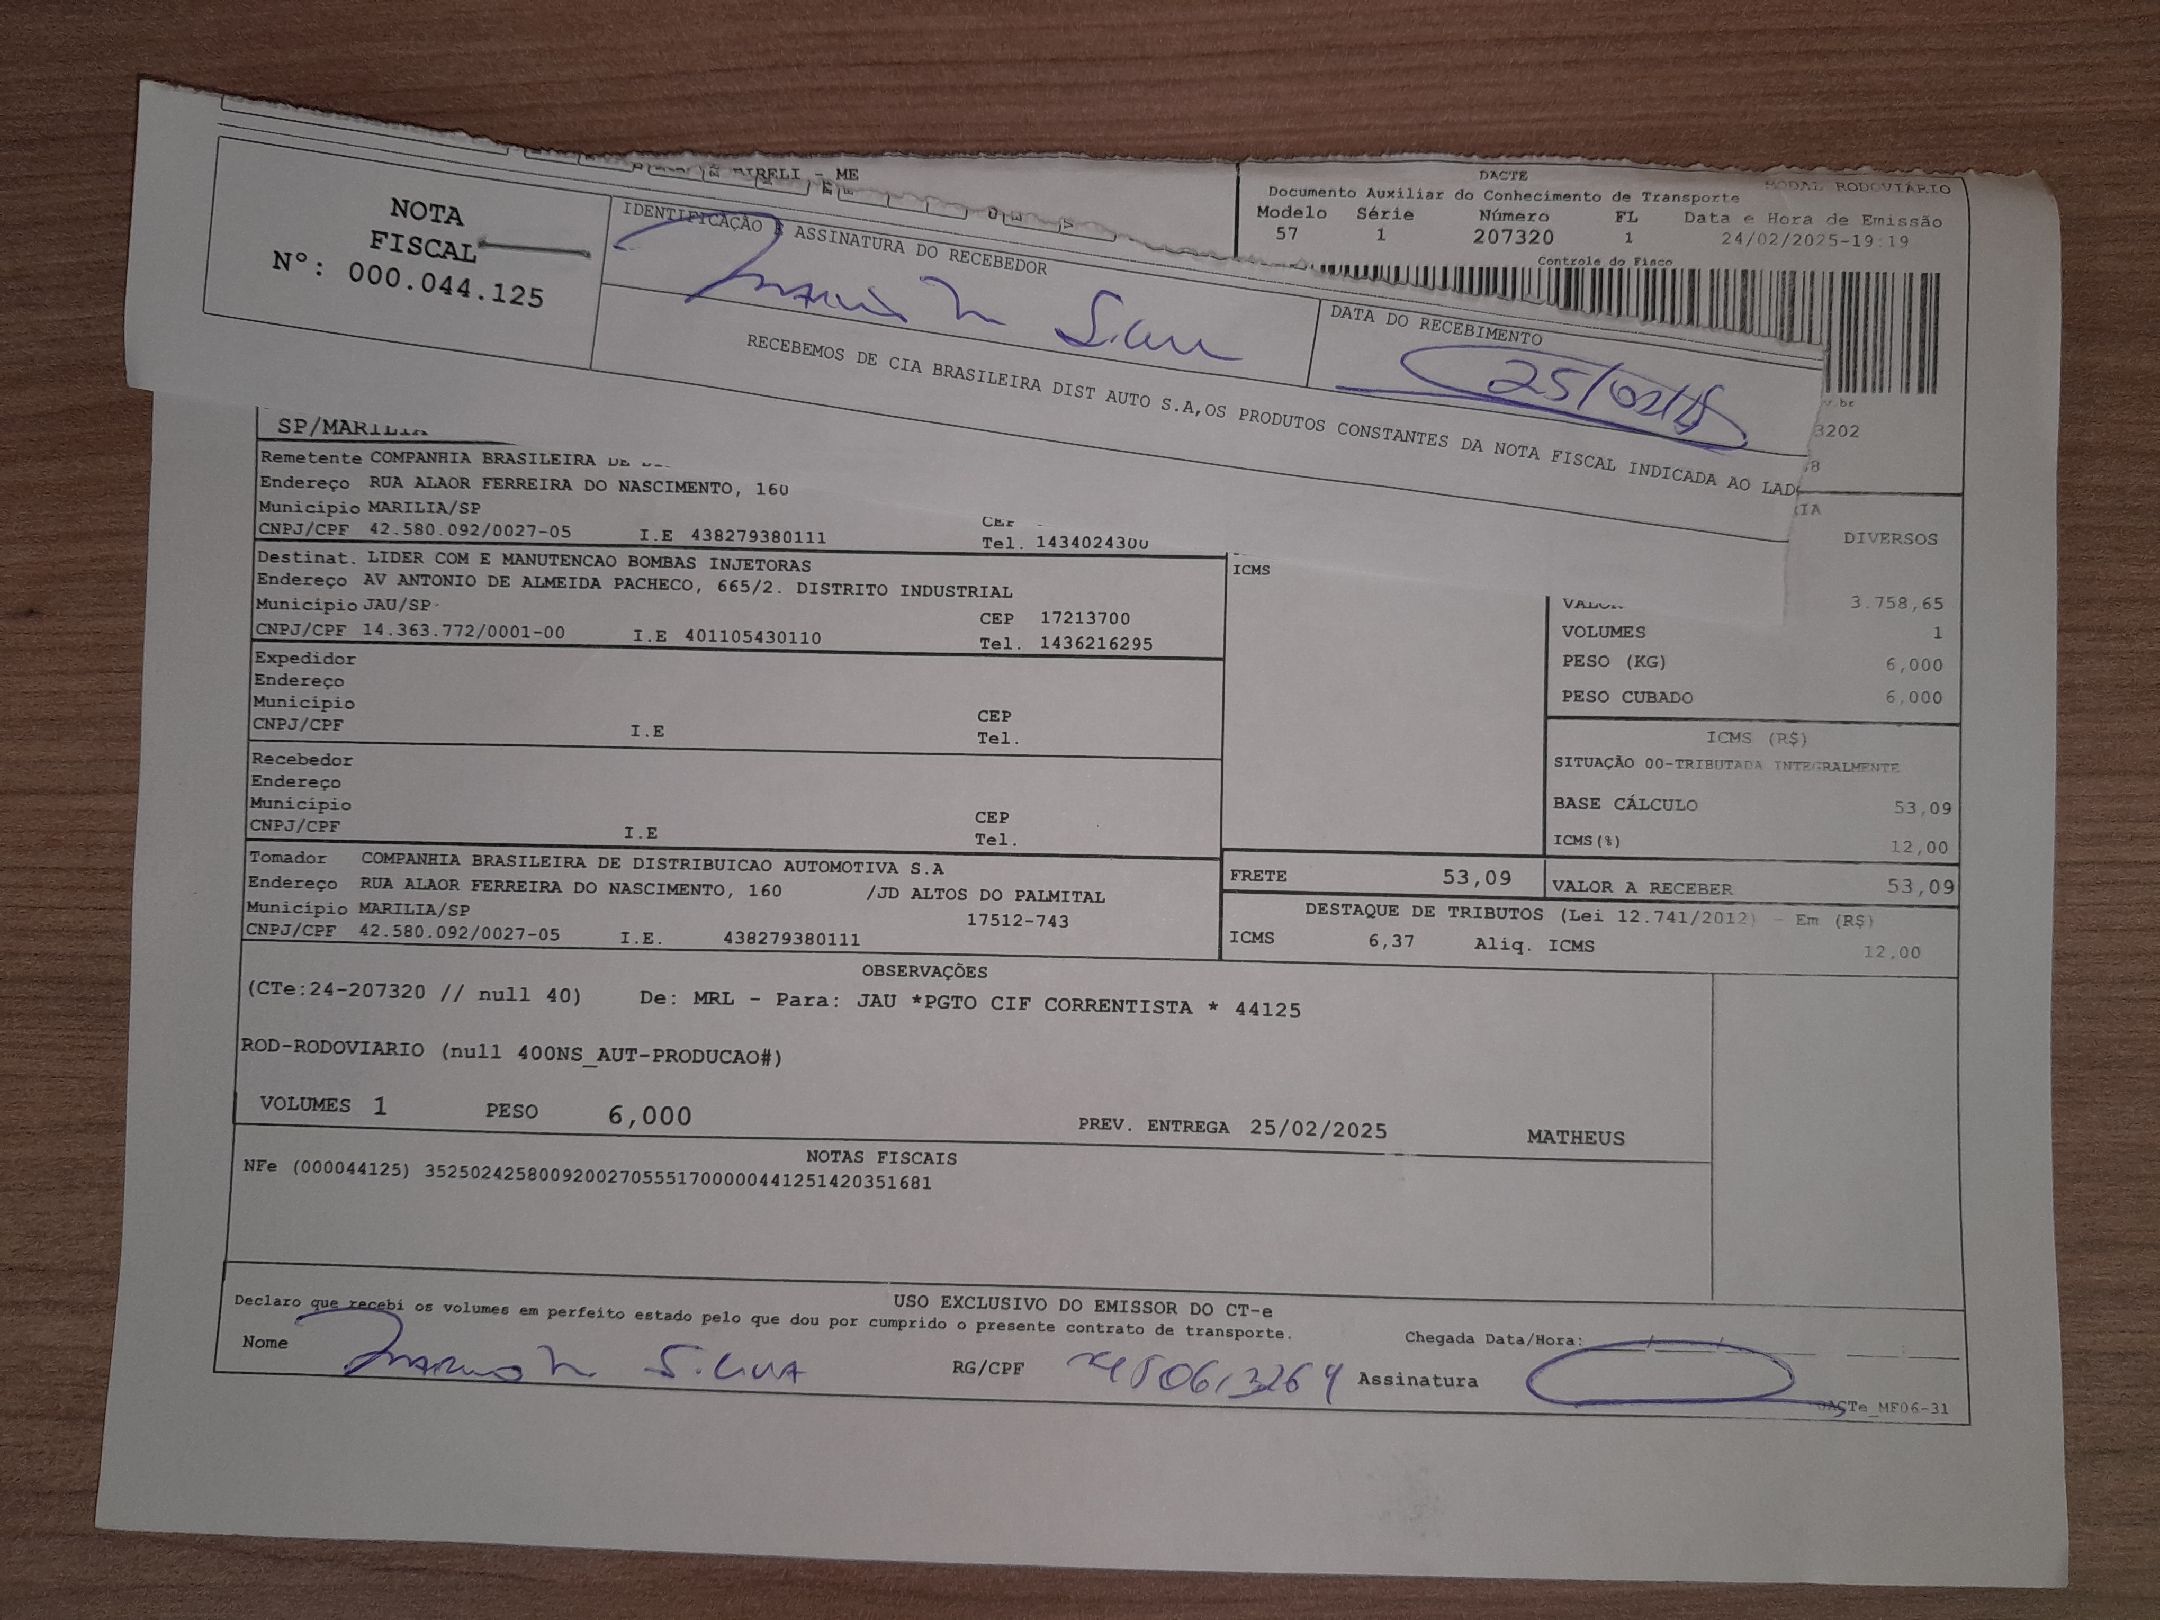 NOTA
FISCAL
Nº: 000.044.125
IDENTIFICAÇÃO E ASSINATURA DO RECEBEDOR
DATA DO RECEBIMENTO
25/02/25
RECEBEMOS DE CIA BRASILEIRA DIST AUTO S.A,OS PRODUTOS CONSTANTES DA NOTA FISCAL INDICADA AO
- ME
DACTE
MODAL RODOVIÁRIO
Documento Auxiliar do Conhecimento de Transporte
Modelo Série Número FL Data e Hora de Emissão
57 1 207320 1 24/02/2025-19:19
Controle do Fisco
3202
DIVERSOS
SP/MARILIA
Remetente COMPANHIA BRASILEIRA
Endereço RUA ALAOR FERREIRA DO NASCIMENTO, 160
Município MARILIA/SP
CNPJ/CPF 42.580.092/0027-05 I.E 438279380111 Tel. 1434024300
Destinat. LIDER COM E MANUTENCAO BOMBAS INJETORAS
Endereço AV ANTONIO DE ALMEIDA PACHECO, 665/2. DISTRITO INDUSTRIAL
Município JAU/SP CEP 17213700
CNPJ/CPF 14.363.772/0001-00 I.E 401105430110 Tel. 1436216295
Expedidor
Endereço
Município CEP
CNPJ/CPF I.E Tel.
Recebedor
Endereço
Município CEP
CNPJ/CPF I.E Tel.
Tomador COMPANHIA BRASILEIRA DE DISTRIBUICAO AUTOMOTIVA S.A
Endereço RUA ALAOR FERREIRA DO NASCIMENTO, 160 /JD ALTOS DO PALMITAL
Município MARILIA/SP 17512-743
CNPJ/CPF 42.580.092/0027-05 I.E. 438279380111
ICMS
VALOR 3.758,65
VOLUMES 1
PESO (KG) 6,000
PESO CUBADO 6,000
ICMS (R$)
SITUAÇÃO 00-TRIBUTADA INTEGRALMENTE
BASE CÁLCULO 53,09
ICMS(%) 12,00
FRETE 53,09 VALOR A RECEBER 53,09
DESTAQUE DE TRIBUTOS (Lei 12.741/2012) - Em (R$)
ICMS 6,37 Aliq. ICMS 12,00
OBSERVAÇÕES
(CTe:24-207320 // null 40) De: MRL - Para: JAU *PGTO CIF CORRENTISTA * 44125
ROD-RODOVIARIO (null 400NS_AUT-PRODUCAO#)
VOLUMES 1 PESO 6,000 PREV. ENTREGA 25/02/2025 MATHEUS
NOTAS FISCAIS
NFe (000044125) 35250242580092002705551700000441251420351681
USO EXCLUSIVO DO EMISSOR DO CT-e
Declaro que recebi os volumes em perfeito estado pelo que dou por cumprido o presente contrato de transporte.
Chegada Data/Hora:
Nome RG/CPF Assinatura
DACTe_MF06-31